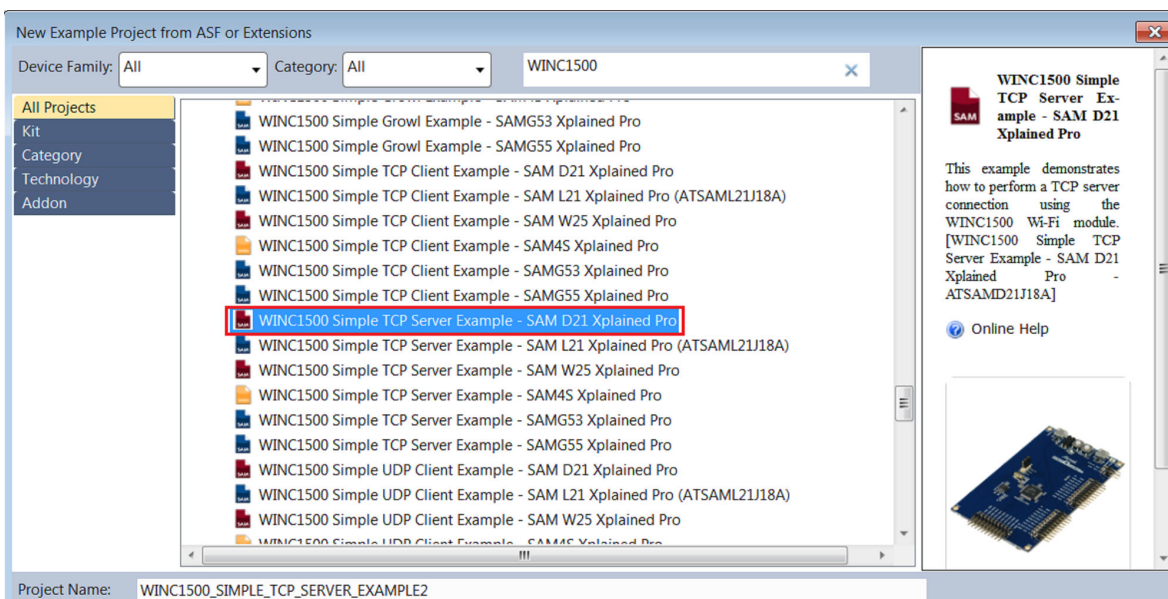 New Example Project from ASF or Extensions
Device Family: All Category: All WINC1500
All Projects
Kit
Category
Technology
Addon
WINC1500 Simple Growl Example - SAMG53 Xplained Pro
WINC1500 Simple Growl Example - SAMG55 Xplained Pro
WINC1500 Simple TCP Client Example - SAM D21 Xplained Pro
WINC1500 Simple TCP Client Example - SAM L21 Xplained Pro (ATSAML21J18A)
WINC1500 Simple TCP Client Example - SAM W25 Xplained Pro
WINC1500 Simple TCP Client Example - SAM4S Xplained Pro
WINC1500 Simple TCP Client Example - SAMG53 Xplained Pro
WINC1500 Simple TCP Client Example - SAMG55 Xplained Pro
WINC1500 Simple TCP Server Example - SAM D21 Xplained Pro
WINC1500 Simple TCP Server Example - SAM L21 Xplained Pro (ATSAML21J18A)
WINC1500 Simple TCP Server Example - SAM W25 Xplained Pro
WINC1500 Simple TCP Server Example - SAM4S Xplained Pro
WINC1500 Simple TCP Server Example - SAMG53 Xplained Pro
WINC1500 Simple TCP Server Example - SAMG55 Xplained Pro
WINC1500 Simple UDP Client Example - SAM D21 Xplained Pro
WINC1500 Simple UDP Client Example - SAM L21 Xplained Pro (ATSAML21J18A)
WINC1500 Simple UDP Client Example - SAM W25 Xplained Pro
WINC1500 Simple UDP Client Example - SAM4S Xplained Pro
SAM
WINC1500 Simple
TCP Server Ex-
ample - SAM D21
Xplained Pro
This example demonstrates
how to perform a TCP server
connection using the
WINC1500 Wi-Fi module.
[WINC1500 Simple TCP
Server Example - SAM D21
Xplained Pro -
ATSAMD21J18A]
Online Help
Project Name: WINC1500_SIMPLE_TCP_SERVER_EXAMPLE2